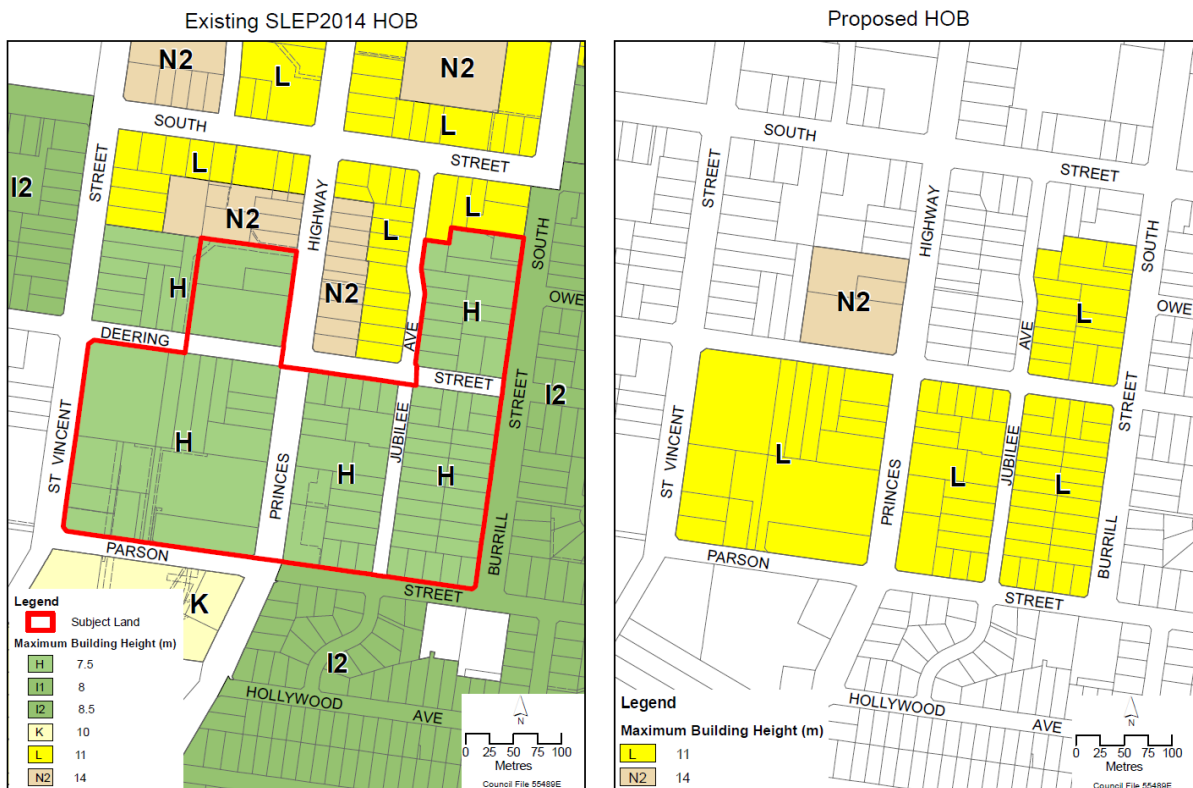 Existing SLEP2014 HOB
N2
L
N2
SOUTH
L
STREET
STREET
L
I2
N2
HIGHWAY
L
L
SOUTH
H
N2
H
OWE
DEERING
AVE
STREET
STREET
I2
ST VINCENT
H
PRINCES
H
JUBILEE
H
BURRILL
PARSON
STREET
K
I2
HOLLYWOOD
AVE
Legend
Subject Land
Maximum Building Height (m)
H 7.5
I1 8
I2 8.5
K 10
L 11
N2 14
N
0 25 50 75 100
Metres
Council File 55489E
Proposed HOB
SOUTH
STREET
STREET
HIGHWAY
SOUTH
N2
L
OWE
AVE
STREET
ST VINCENT
L
PRINCES
L
JUBILEE
L
BURRILL
PARSON
STREET
HOLLYWOOD
AVE
Legend
Maximum Building Height (m)
L 11
N2 14
N
0 25 50 75 100
Metres
Council File 55489E